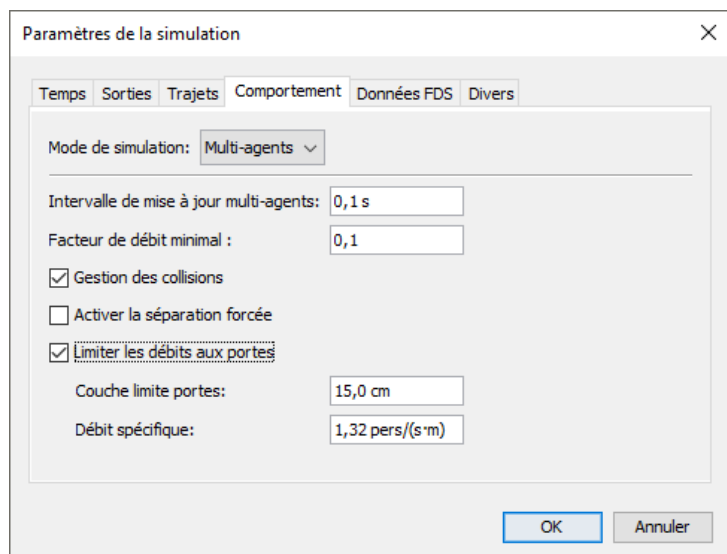 Paramètres de la simulation
Temps Sorties Trajets Comportement Données FDS Divers
Mode de simulation: Multi-agents
Intervalle de mise à jour multi-agents: 0,1 s
Facteur de débit minimal : 0,1
Gestion des collisions
Activer la séparation forcée
Limiter les débits aux portes
Couche limite portes: 15,0 cm
Débit spécifique: 1,32 pers/(s·m)
OK Annuler